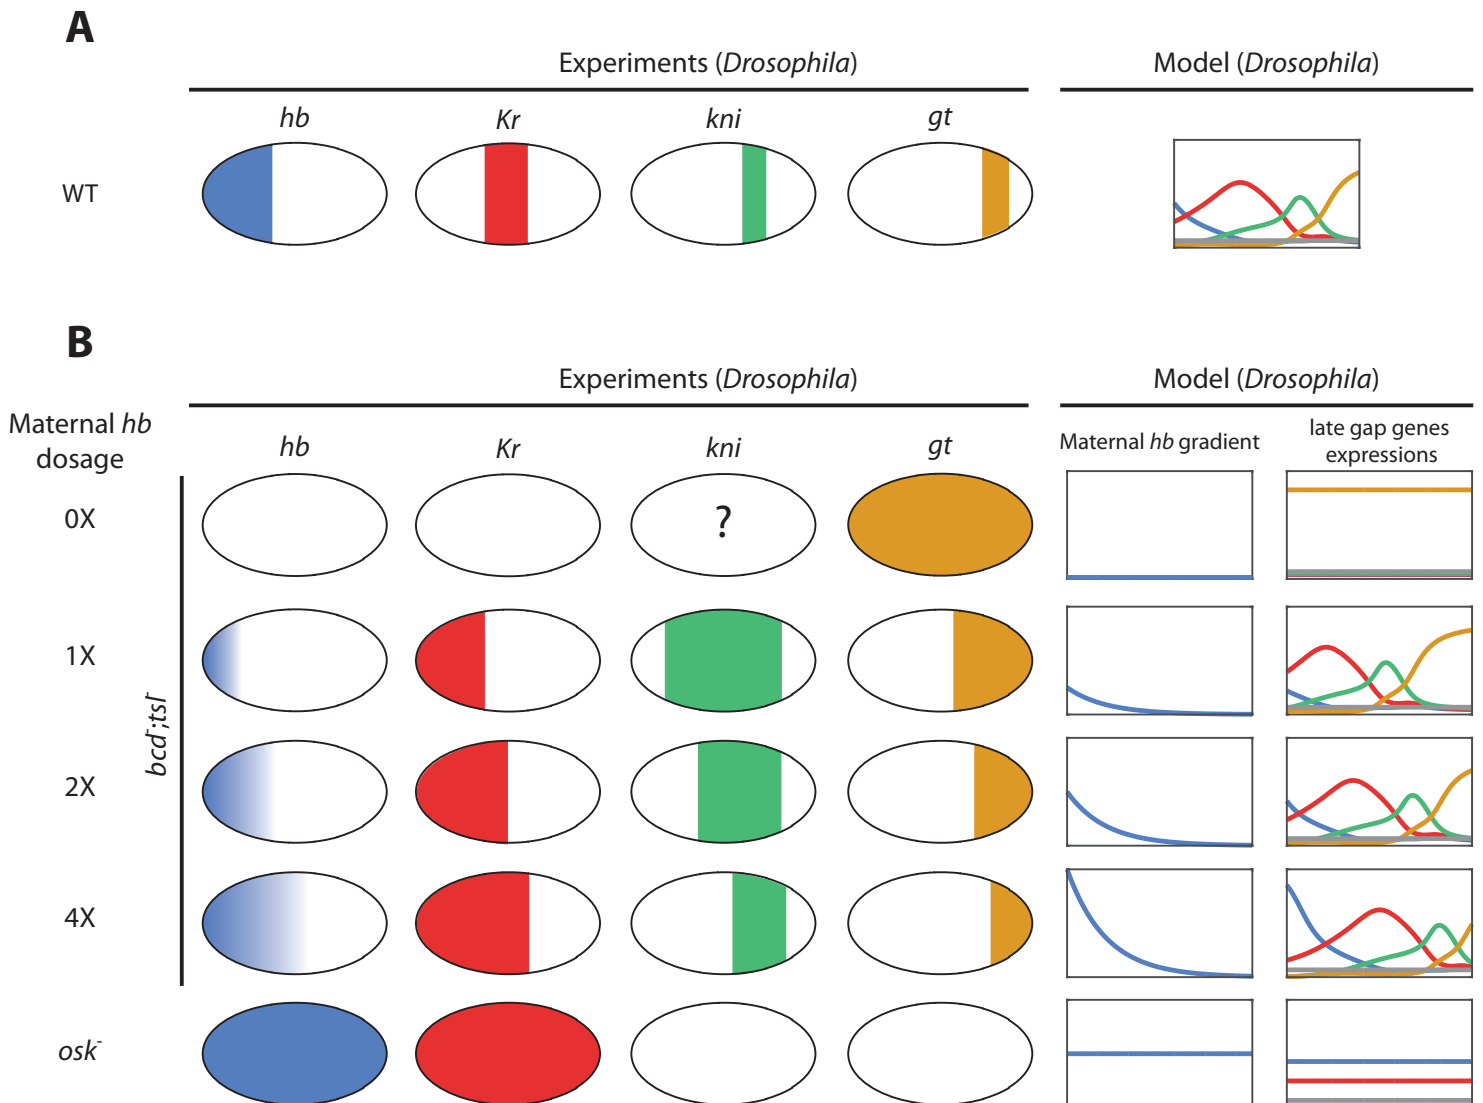 A
Experiments (Drosophila)
Model (Drosophila)
hb
Kr
kni
gt
WT
B
Experiments (Drosophila)
Model (Drosophila)
Maternal hb
dosage
hb
Kr
kni
gt
Maternal hb gradient
late gap genes
expressions
0X
?
1X
2X
4X
bcd⁻;tsl⁻
osk⁻